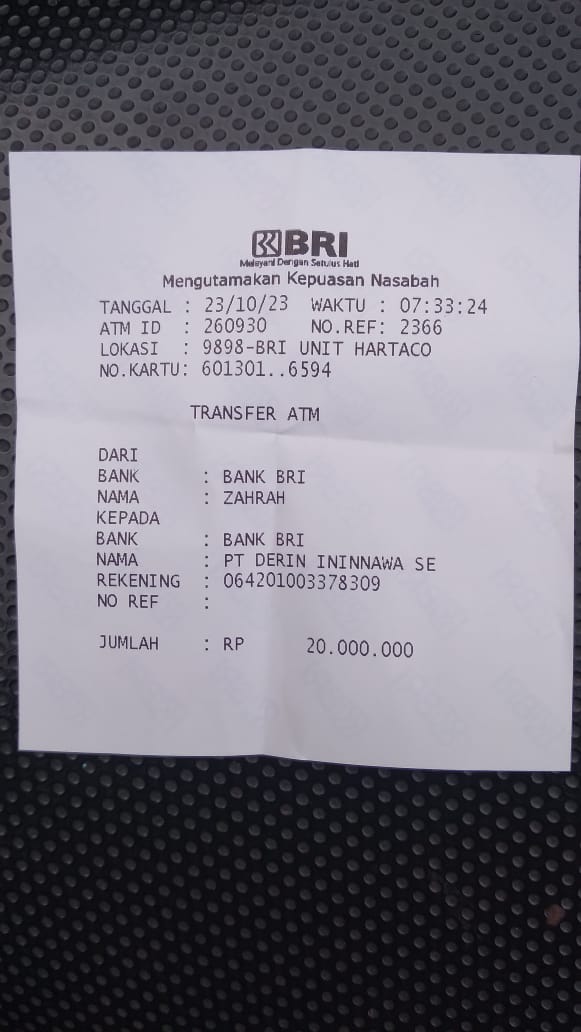 BRI
Melayani Dengan Setulus Hati
Mengutamakan Kepuasan Nasabah
TANGGAL : 23/10/23 WAKTU : 07:33:24
ATM ID : 260930 NO.REF: 2366
LOKASI : 9898-BRI UNIT HARTACO
NO.KARTU: 601301..6594
TRANSFER ATM
DARI
BANK : BANK BRI
NAMA : ZAHRAH
KEPADA
BANK : BANK BRI
NAMA : PT DERIN ININNAWA SE
REKENING : 064201003378309
NO REF :
JUMLAH : RP 20.000.000